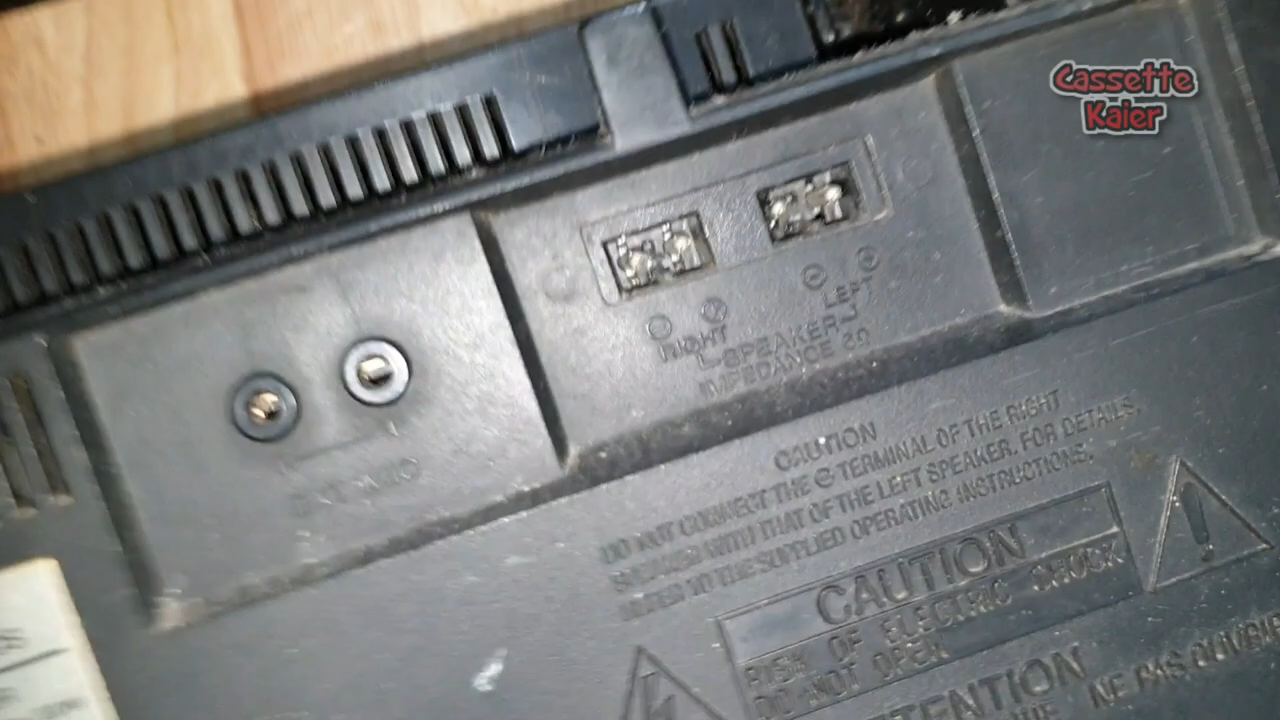 Cassette
Kaier
RIGHT
LEFT
SPEAKER
IMPEDANCE
CAUTION
DO NOT CONNECT THE ⊖ TERMINAL OF THE RIGHT
SPEAKER WITH THAT OF THE LEFT SPEAKER. FOR DETAILS,
REFER TO THE SUPPLIED OPERATING INSTRUCTIONS.
CAUTION
RISK OF ELECTRIC SHOCK
DO NOT OPEN
ATTENTION
NE PAS OUVRIR